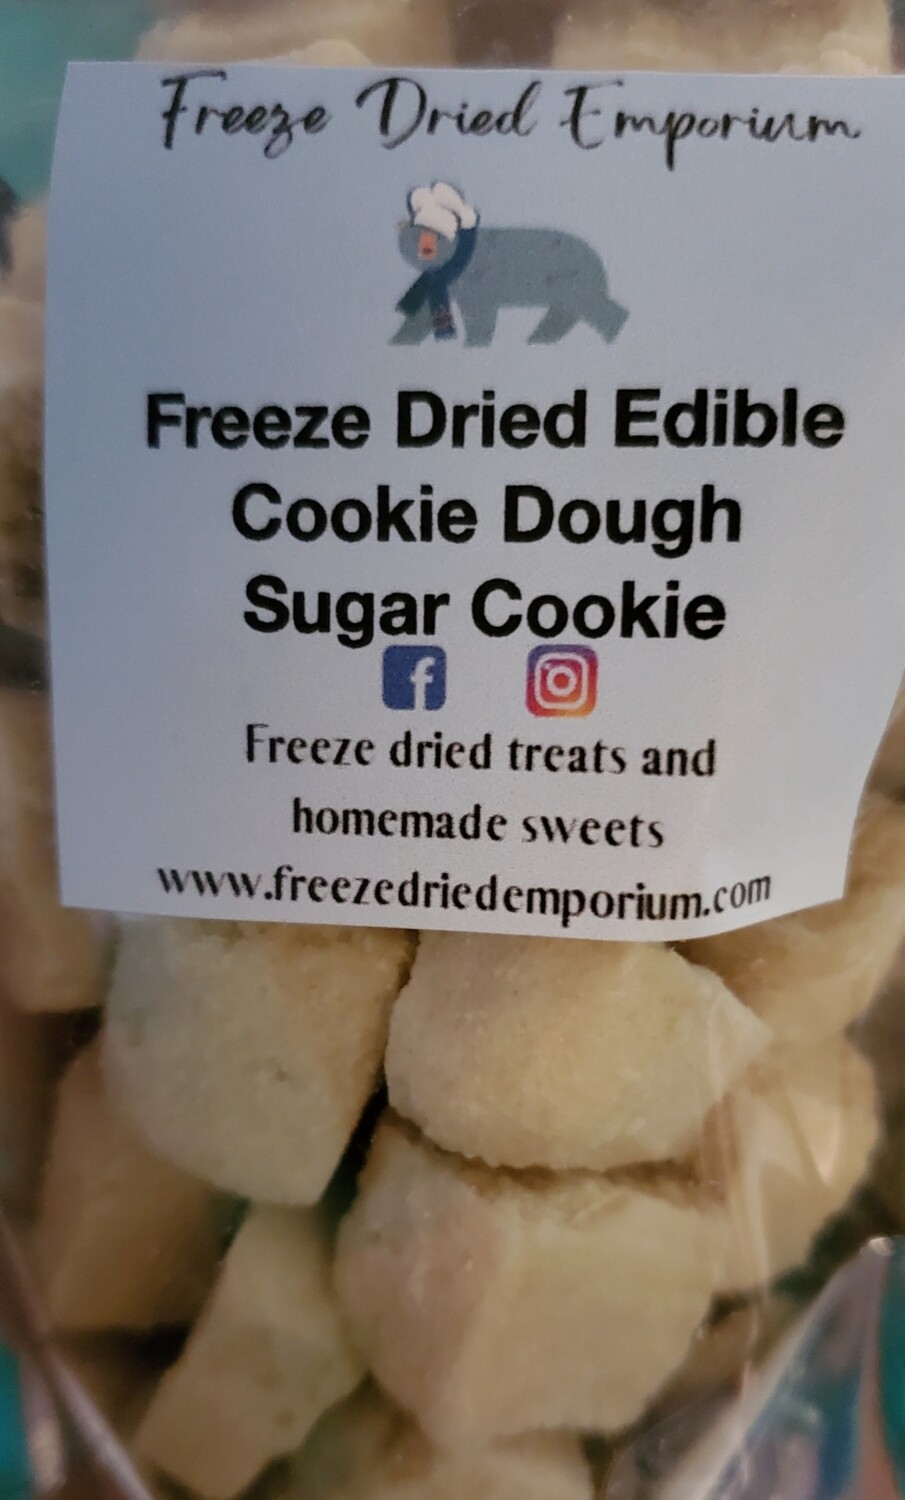 Freeze Dried Emporium
Freeze Dried Edible
Cookie Dough
Sugar Cookie
Freeze dried treats and
homemade sweets
www.freezedriedemporium.com